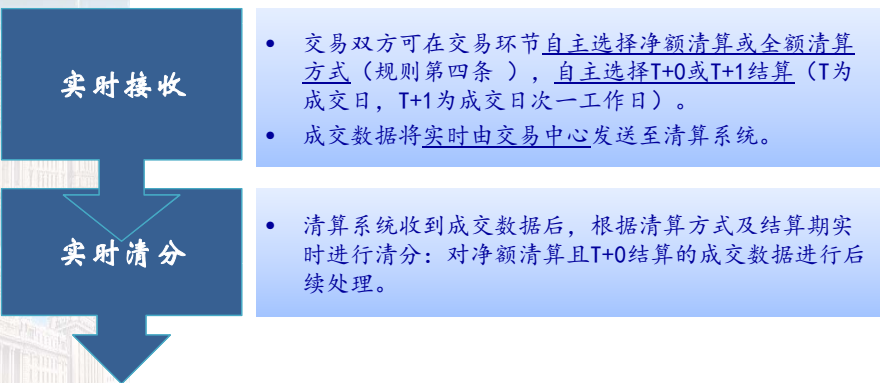 实时接收
• 交易双方可在交易环节自主选择净额清算或全额清算
方式（规则第四条 ），自主选择T+0或T+1结算（T为
成交日，T+1为成交日次一工作日）。
• 成交数据将实时由交易中心发送至清算系统。
实时清分
• 清算系统收到成交数据后，根据清算方式及结算期实
时进行清分：对净额清算且T+0结算的成交数据进行后
续处理。